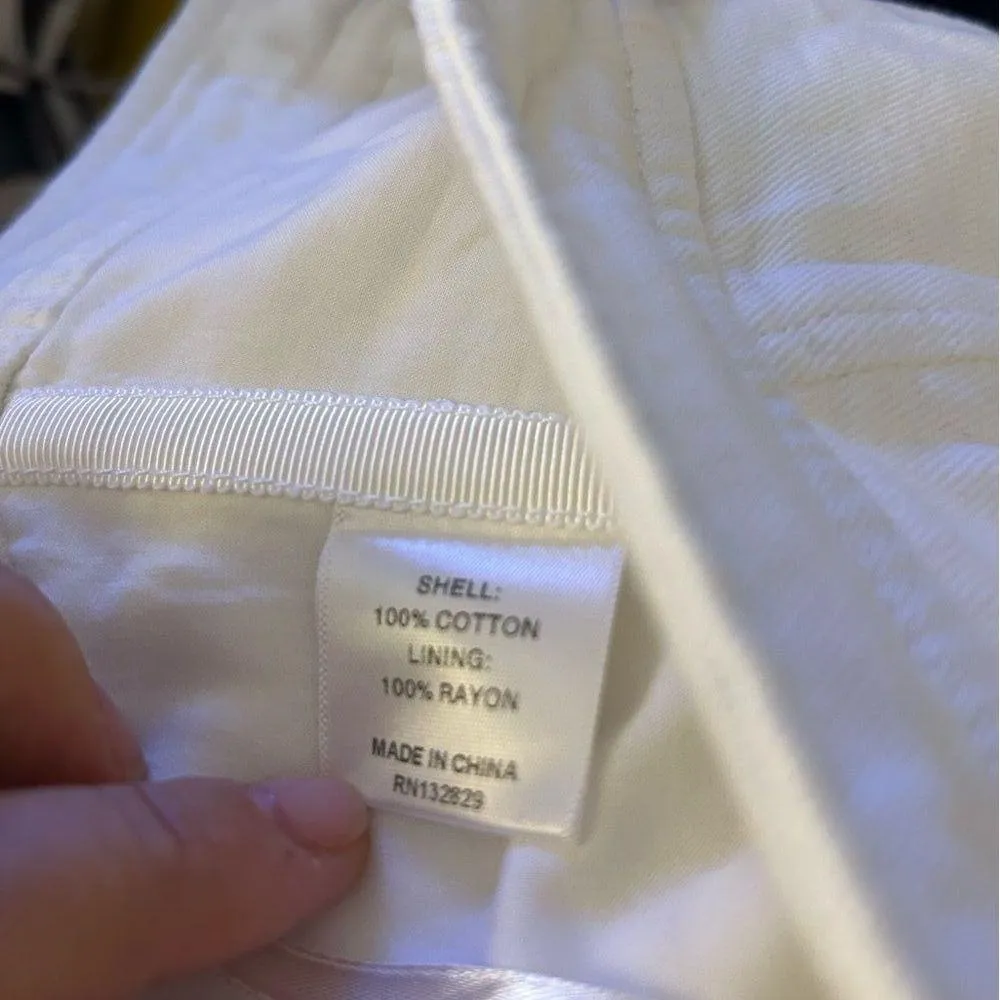 SHELL:
100% COTTON
LINING:
100% RAYON
MADE IN CHINA
RN132829